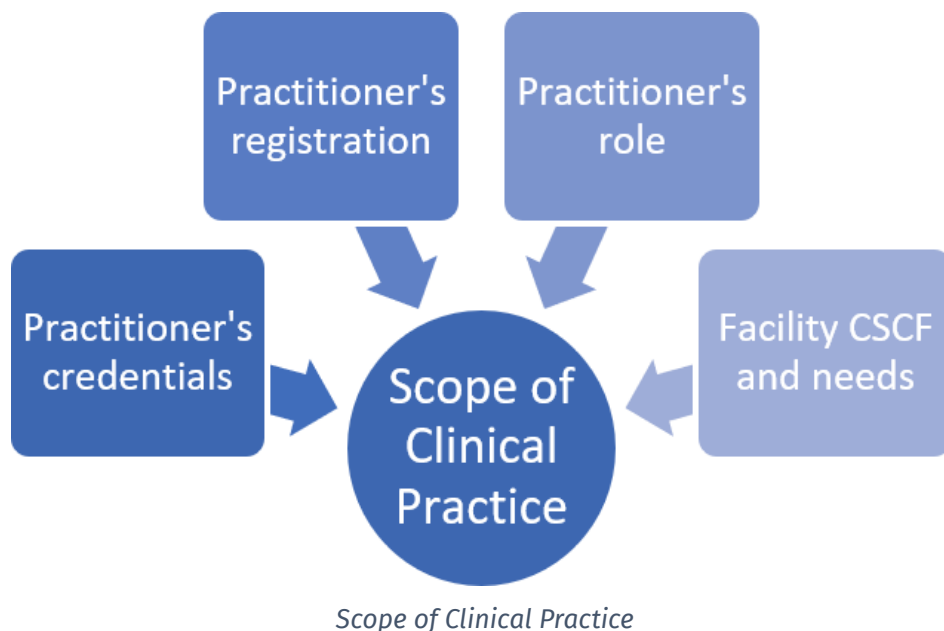 Practitioner's
registration
Practitioner's
role
Practitioner's
credentials
Facility CSCF
and needs
Scope of
Clinical
Practice
Scope of Clinical Practice